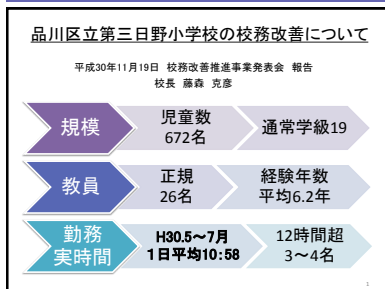 品川区立第三日野小学校の校務改善について
平成30年11月19日 校務改善推進事業発表会 報告
校長 藤森 克彦
規模
児童数
672名
通常学級19
教員
正規
26名
経験年数
平均6.2年
勤務
実時間
H30.5～7月
1日平均10:58
12時間超
3～4名
1